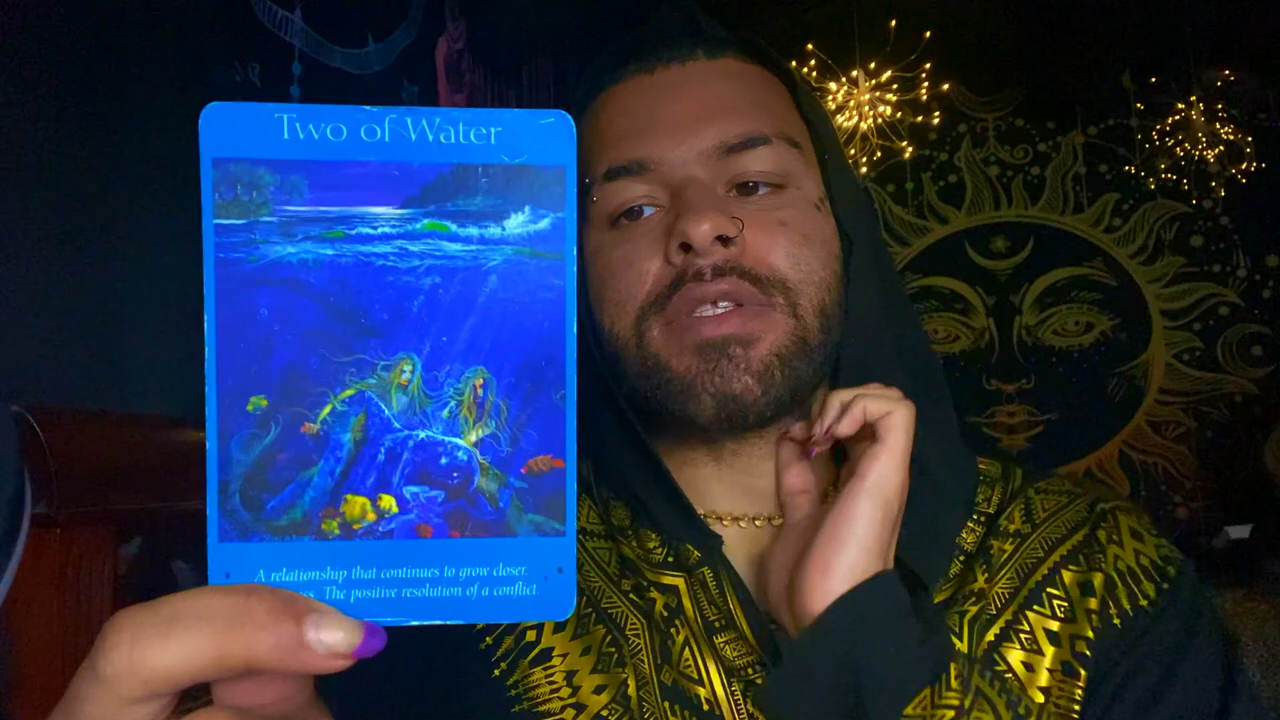 Two of Water
A relationship that continues to grow closer.
The positive resolution of a conflict.